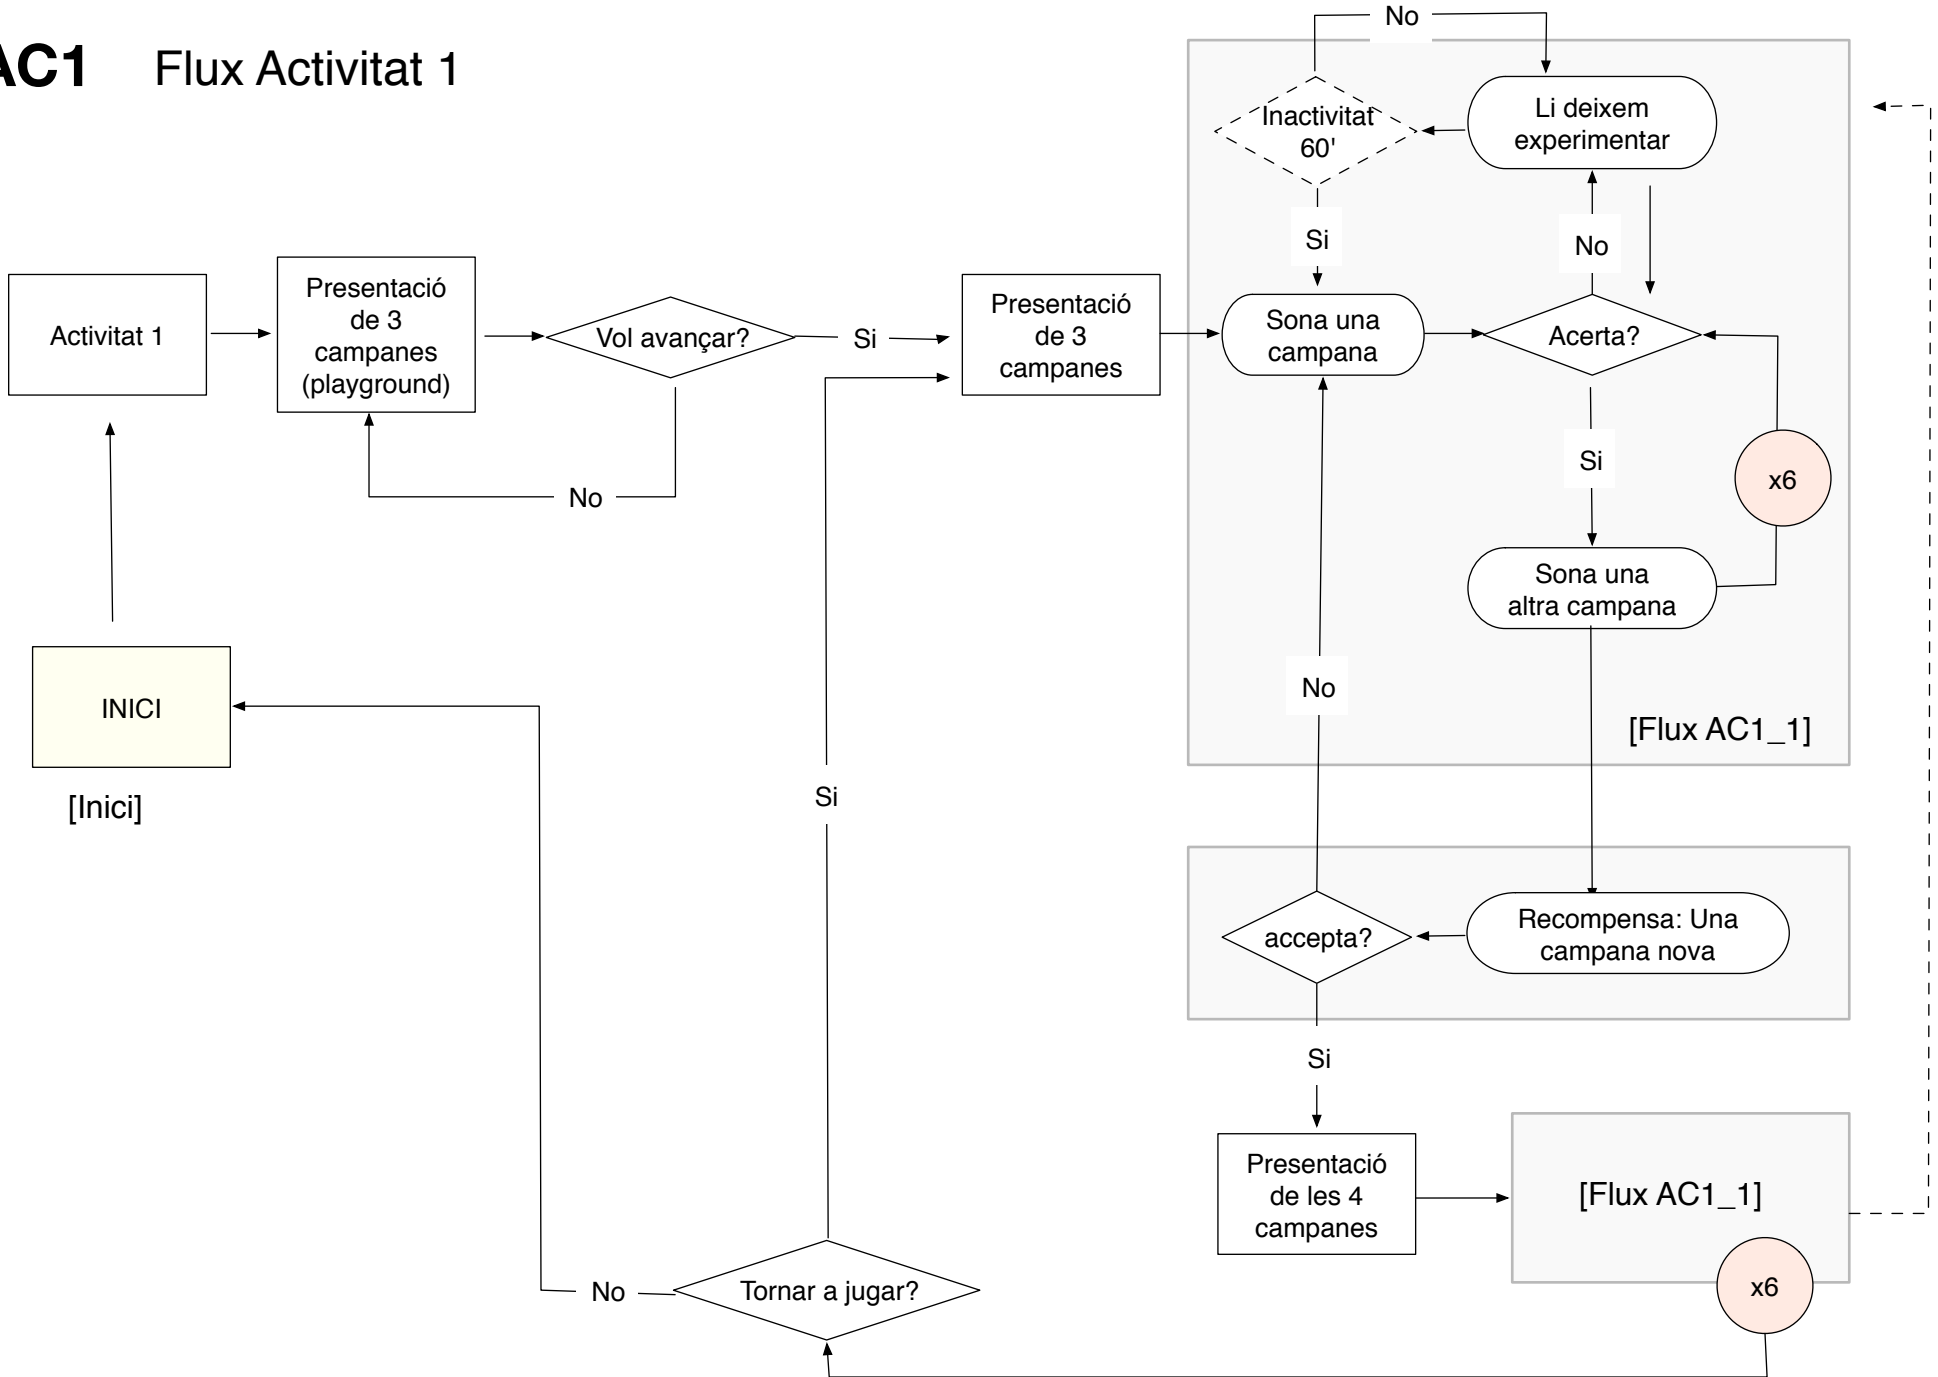 AC1 Flux Activitat 1
No
Inactivitat
60'
Li deixem
experimentar
Si
No
Activitat 1
Presentació
de 3
campanes
(playground)
Vol avançar?
Si
No
Presentació
de 3
campanes
Sona una
campana
Acerta?
Si
x6
Sona una
altra campana
No
[Flux AC1_1]
INICI
[Inici]
Si
accepta?
Recompensa: Una
campana nova
Si
Presentació
de les 4
campanes
[Flux AC1_1]
x6
Tornar a jugar?
No